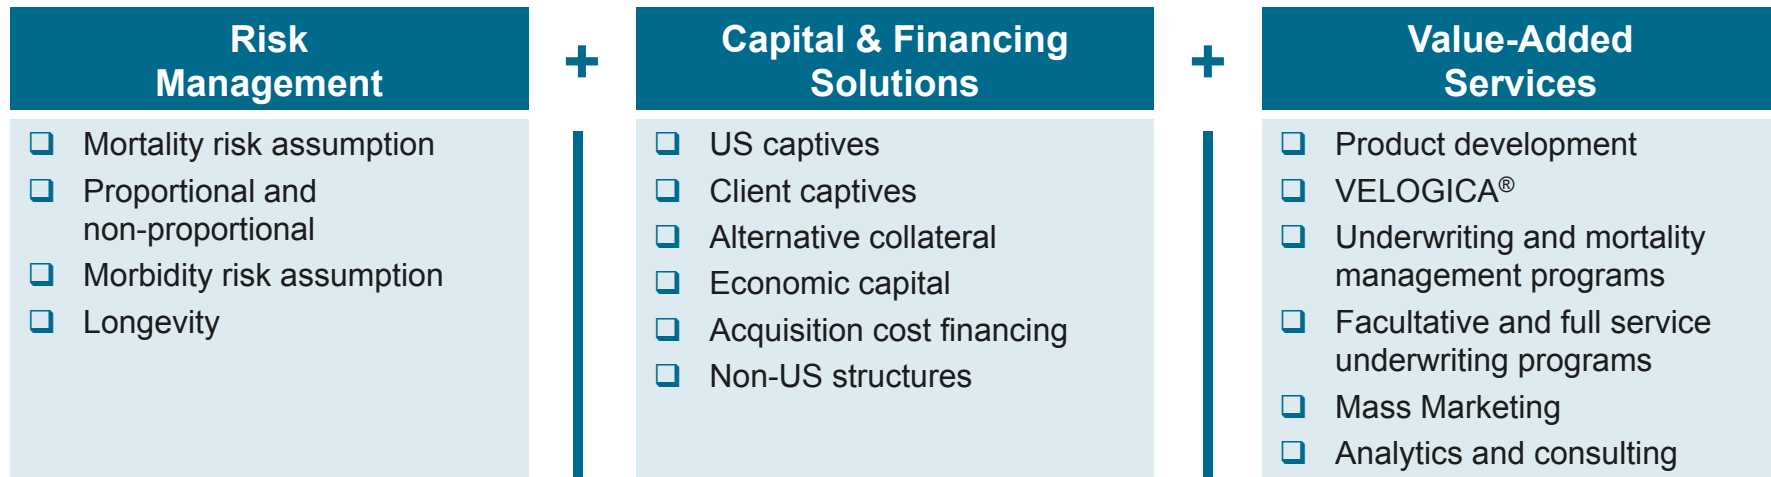 Risk
Management
+
Capital & Financing
Solutions
+
Value-Added
Services
❑ Mortality risk assumption
❑ Proportional and
non-proportional
❑ Morbidity risk assumption
❑ Longevity
❑ US captives
❑ Client captives
❑ Alternative collateral
❑ Economic capital
❑ Acquisition cost financing
❑ Non-US structures
❑ Product development
❑ VELOGICA®
❑ Underwriting and mortality
management programs
❑ Facultative and full service
underwriting programs
❑ Mass Marketing
❑ Analytics and consulting